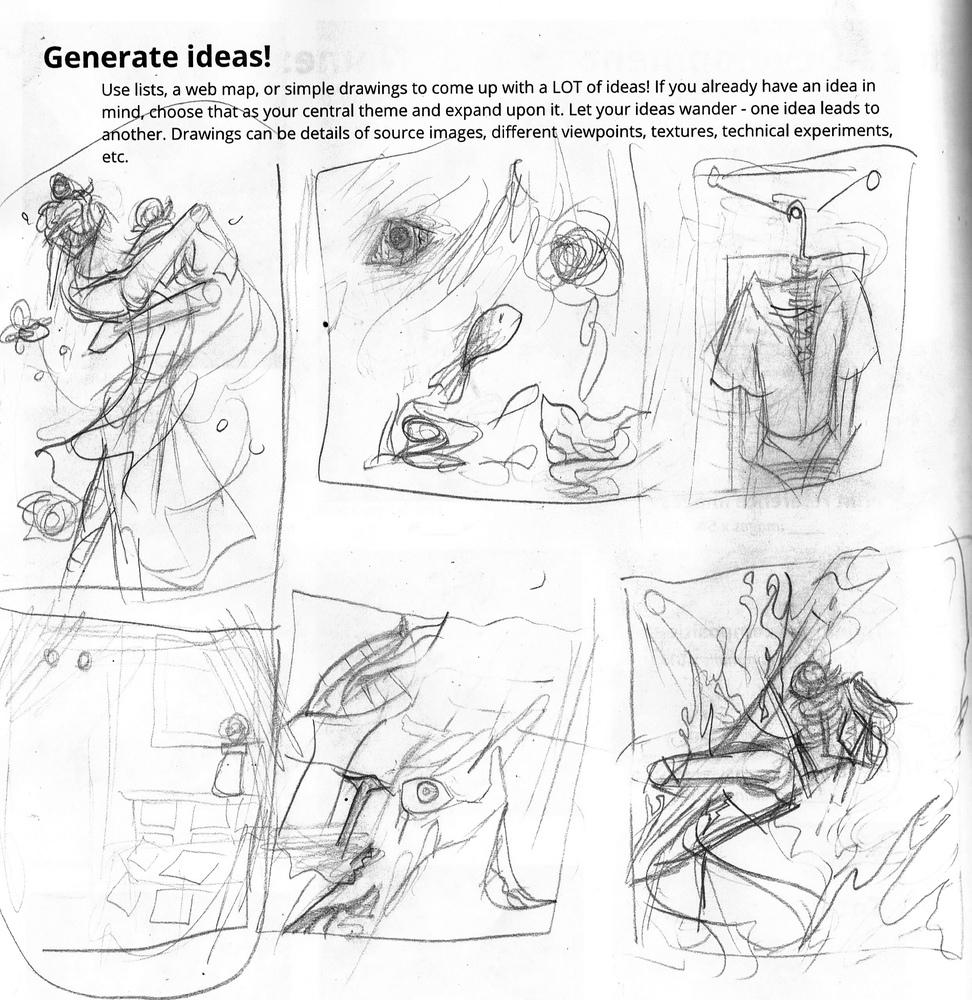 Generate ideas!
Use lists, a web map, or simple drawings to come up with a LOT of ideas! If you already have an idea in
mind, choose that as your central theme and expand upon it. Let your ideas wander - one idea leads to
another. Drawings can be details of source images, different viewpoints, textures, technical experiments,
etc.